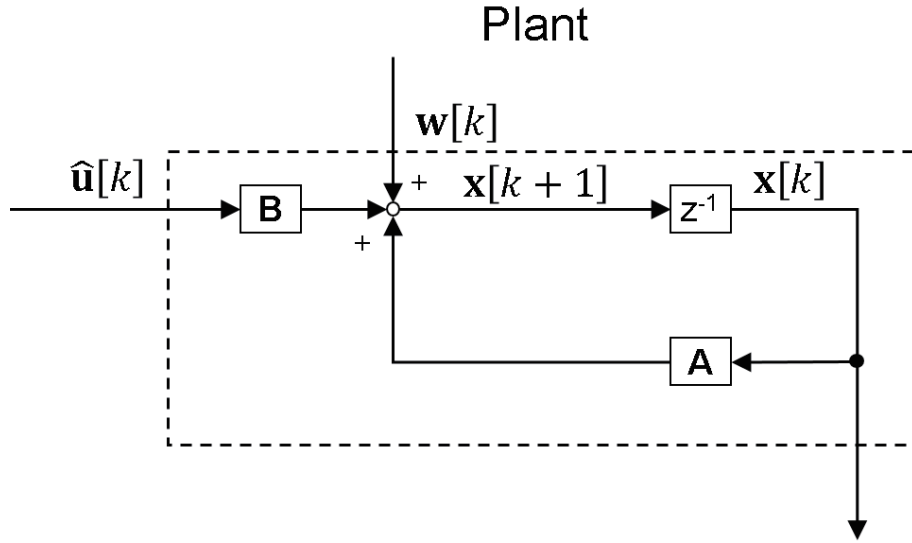 Plant
𝐰[k]
𝐮̂[k]
+
𝐱[k + 1]
𝐱[k]
B
z⁻¹
+
A